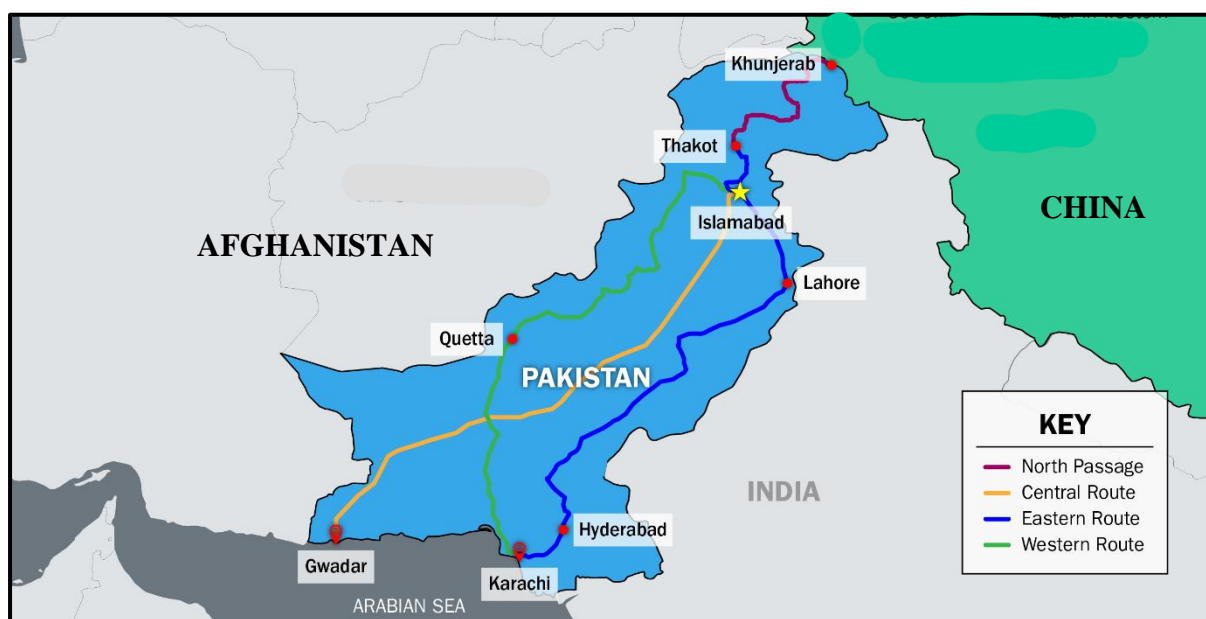 Khunjerab
Thakot
CHINA
Islamabad
AFGHANISTAN
Lahore
Quetta
PAKISTAN
KEY
North Passage
Central Route
Eastern Route
Western Route
INDIA
Hyderabad
Gwadar
Karachi
ARABIAN SEA